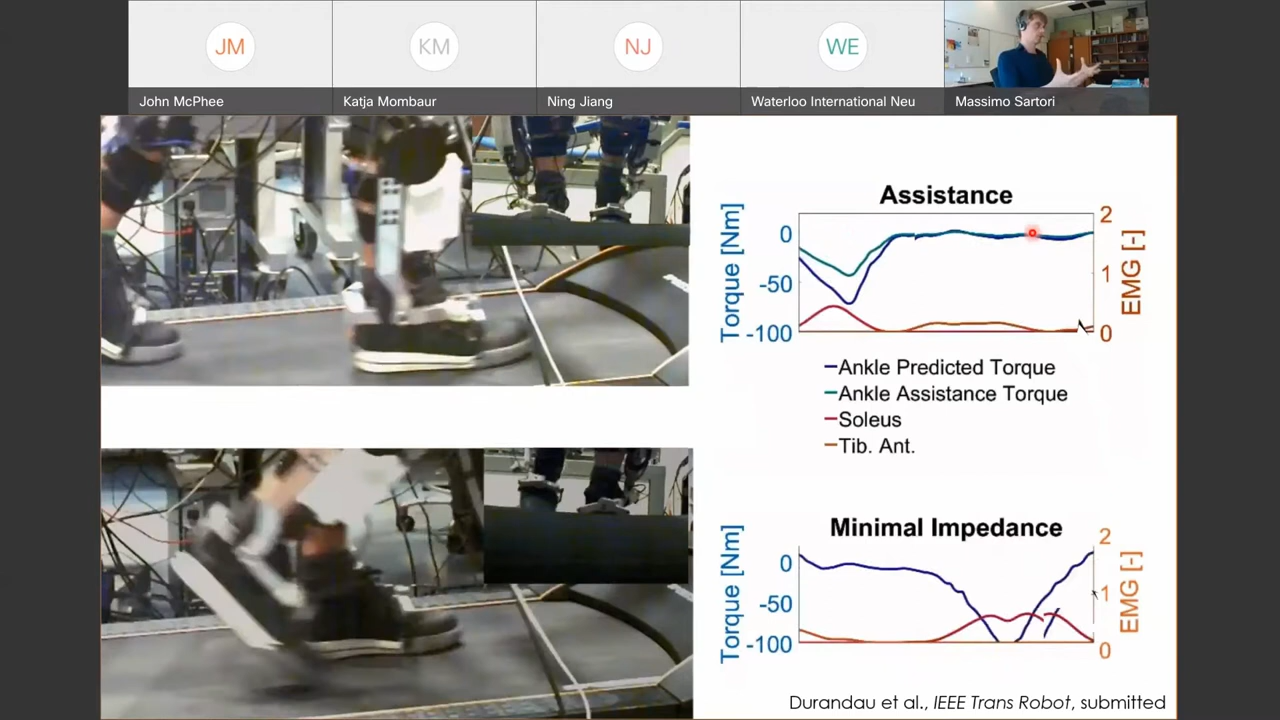 JM
KM
NJ
WE
John McPhee
Katja Mombaur
Ning Jiang
Waterloo International Neu
Massimo Sartori
Assistance
Torque [Nm]
0
-50
-100
2
1
0
EMG [-]
Ankle Predicted Torque
Ankle Assistance Torque
Soleus
Tib. Ant.
Minimal Impedance
Torque [Nm]
0
-50
-100
2
1
0
EMG [-]
Durandau et al., IEEE Trans Robot, submitted